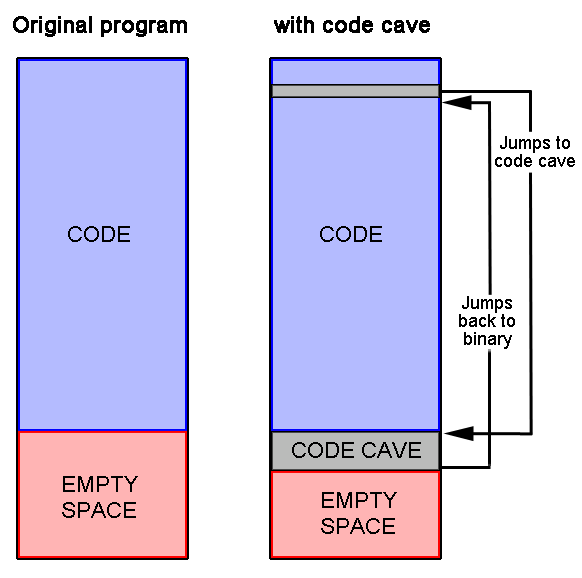 Original program
with code cave
Jumps to
code cave
CODE
CODE
Jumps
back to
binary
CODE CAVE
EMPTY
SPACE
EMPTY
SPACE